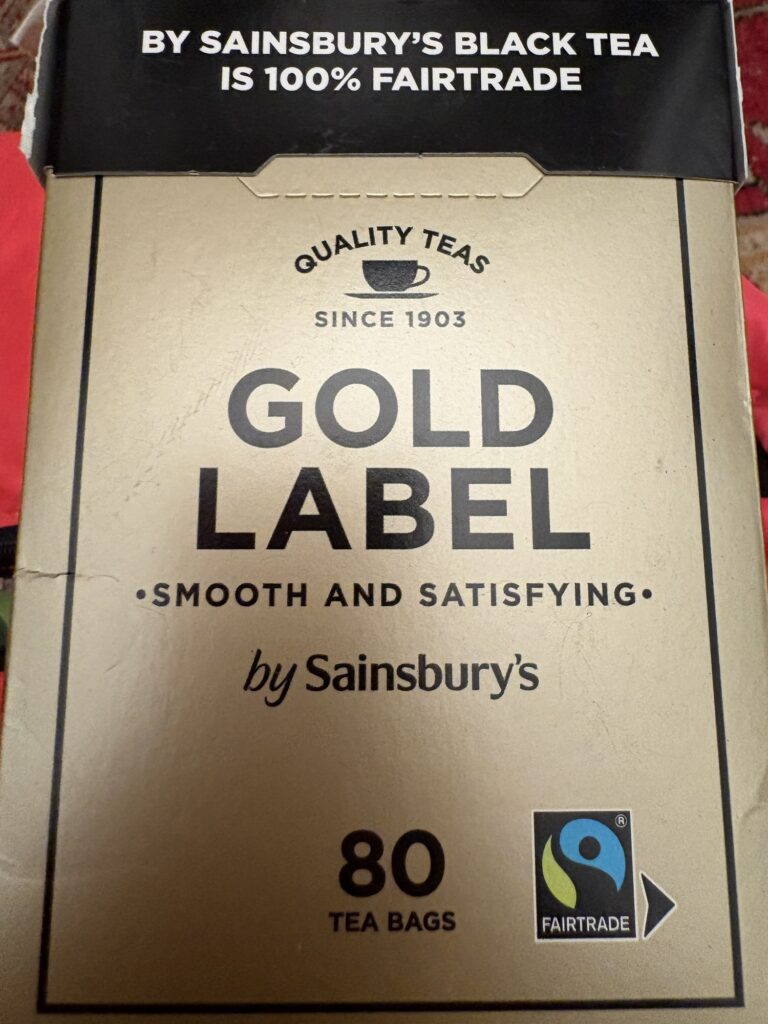 BY SAINSBURY'S BLACK TEA
IS 100% FAIRTRADE
QUALITY TEAS
SINCE 1903
GOLD
LABEL
•SMOOTH AND SATISFYING•
by Sainsbury's
80
TEA BAGS
®
FAIRTRADE